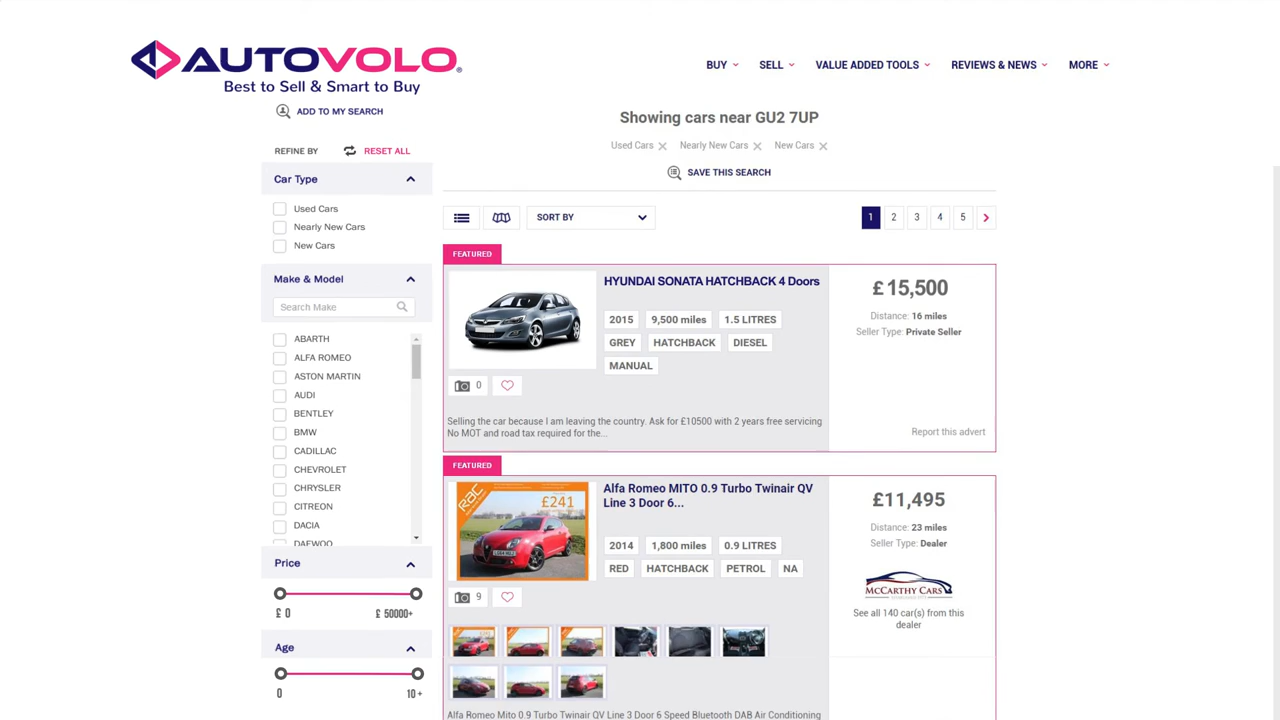 AUTOVOLO®
Best to Sell & Smart to Buy
BUY
SELL
VALUE ADDED TOOLS
REVIEWS & NEWS
MORE
ADD TO MY SEARCH
REFINE BY
RESET ALL
Car Type
Used Cars
Nearly New Cars
New Cars
Make & Model
Search Make
ABARTH
ALFA ROMEO
ASTON MARTIN
AUDI
BENTLEY
BMW
CADILLAC
CHEVROLET
CHRYSLER
CITREON
DACIA
DAEWOO
Price
£ 0
£ 50000+
Age
0
10 +
Showing cars near GU2 7UP
Used Cars
Nearly New Cars
New Cars
SAVE THIS SEARCH
SORT BY
1 2 3 4 5
FEATURED
HYUNDAI SONATA HATCHBACK 4 Doors
2015 9,500 miles 1.5 LITRES
GREY HATCHBACK DIESEL
MANUAL
0
Selling the car because I am leaving the country. Ask for £10500 with 2 years free servicing
No MOT and road tax required for the...
£ 15,500
Distance: 16 miles
Seller Type: Private Seller
Report this advert
FEATURED
RAC
£241
Alfa Romeo MITO 0.9 Turbo Twinair QV
Line 3 Door 6...
2014 1,800 miles 0.9 LITRES
RED HATCHBACK PETROL NA
9
Alfa Romeo Mito 0.9 Turbo Twinair QV Line 3 Door 6 Speed Bluetooth DAB Air Conditioning
£11,495
Distance: 23 miles
Seller Type: Dealer
MCCARTHY CARS
See all 140 car(s) from this
dealer